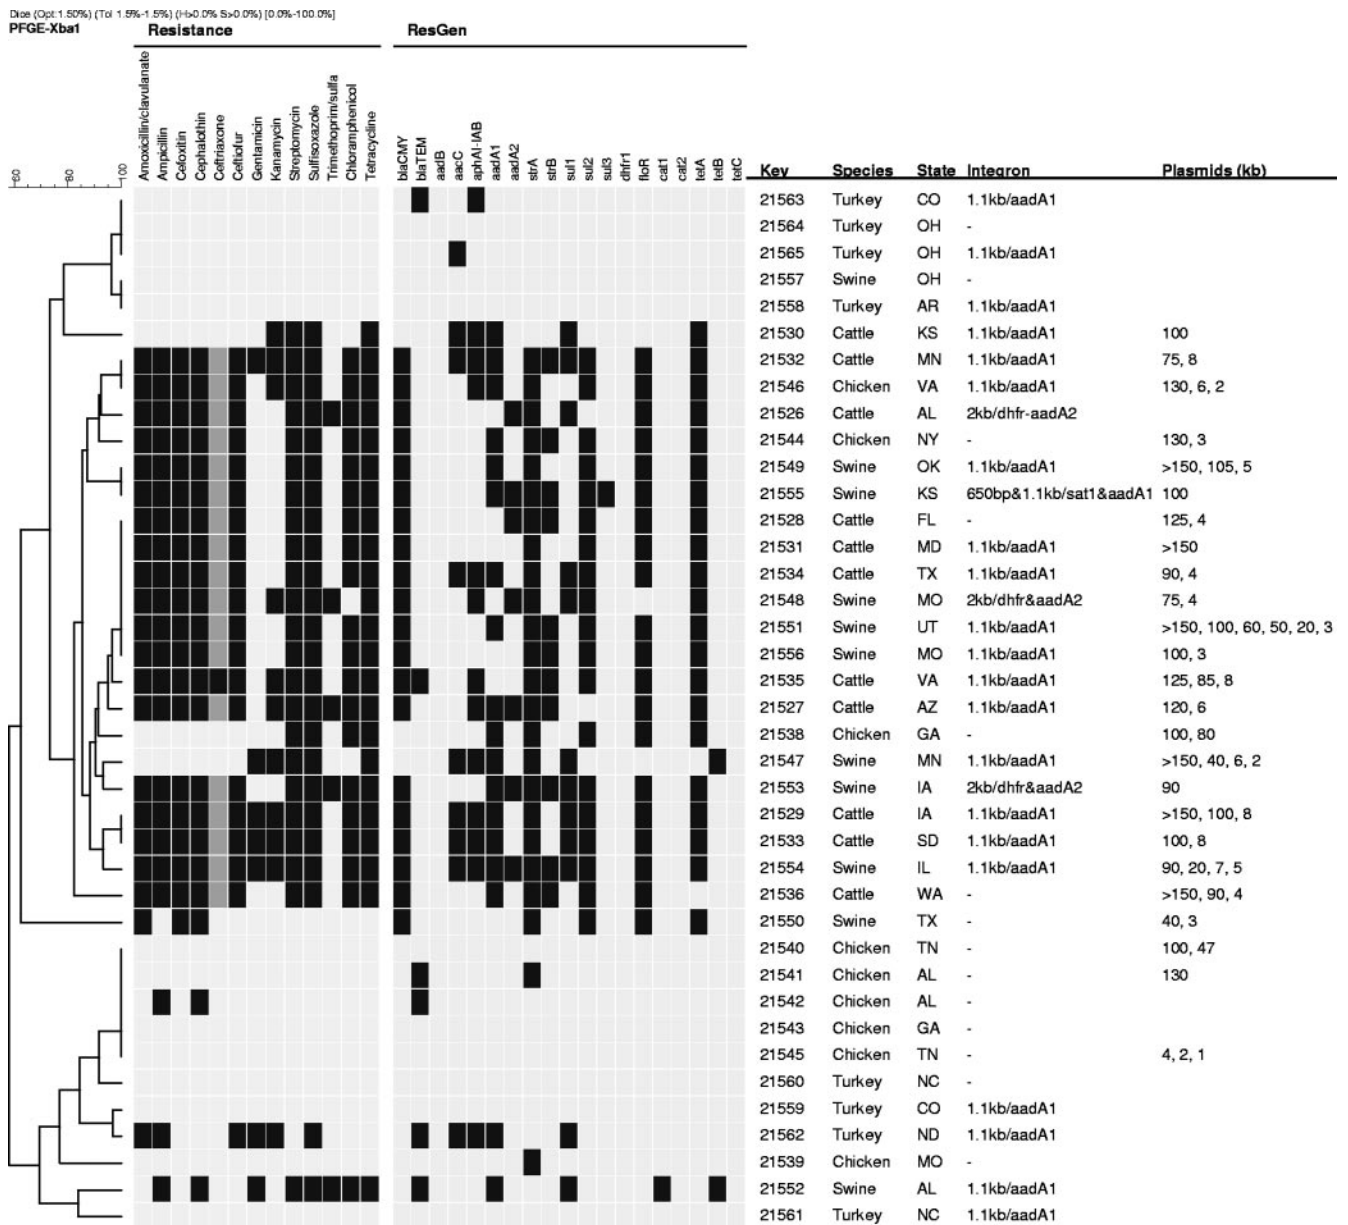 Dice (Opt:1.50%) (Tol 1.5%-1.5%) (H>0.0% S>0.0%) [0.0%-100.0%]
PFGE-Xba1 Resistance ResGen
60 80 100
Amoxicillin/clavulanate
Ampicillin
Cefoxitin
Cephalothin
Ceftriaxone
Ceftiofur
Gentamicin
Kanamycin
Streptomycin
Sulfisoxazole
Trimethoprim/sulfa
Chloramphenicol
Tetracycline
blaCMY
blaTEM
aadB
aacC
aphAI-IAB
aadA1
aadA2
strA
strB
sul1
sul2
sul3
dhfr1
floR
cat1
cat2
tetA
tetB
tetC
Key Species State Integron Plasmids (kb)
21563 Turkey CO 1.1kb/aadA1
21564 Turkey OH -
21565 Turkey OH 1.1kb/aadA1
21557 Swine OH -
21558 Turkey AR 1.1kb/aadA1
21530 Cattle KS 1.1kb/aadA1 100
21532 Cattle MN 1.1kb/aadA1 75, 8
21546 Chicken VA 1.1kb/aadA1 130, 6, 2
21526 Cattle AL 2kb/dhfr-aadA2
21544 Chicken NY - 130, 3
21549 Swine OK 1.1kb/aadA1 >150, 105, 5
21555 Swine KS 650bp&1.1kb/sat1&aadA1 100
21528 Cattle FL - 125, 4
21531 Cattle MD 1.1kb/aadA1 >150
21534 Cattle TX 1.1kb/aadA1 90, 4
21548 Swine MO 2kb/dhfr&aadA2 75, 4
21551 Swine UT 1.1kb/aadA1 >150, 100, 60, 50, 20, 3
21556 Swine MO 1.1kb/aadA1 100, 3
21535 Cattle VA 1.1kb/aadA1 125, 85, 8
21527 Cattle AZ 1.1kb/aadA1 120, 6
21538 Chicken GA - 100, 80
21547 Swine MN 1.1kb/aadA1 >150, 40, 6, 2
21553 Swine IA 2kb/dhfr&aadA2 90
21529 Cattle IA 1.1kb/aadA1 >150, 100, 8
21533 Cattle SD 1.1kb/aadA1 100, 8
21554 Swine IL 1.1kb/aadA1 90, 20, 7, 5
21536 Cattle WA - >150, 90, 4
21550 Swine TX - 40, 3
21540 Chicken TN - 100, 47
21541 Chicken AL - 130
21542 Chicken AL -
21543 Chicken GA -
21545 Chicken TN - 4, 2, 1
21560 Turkey NC -
21559 Turkey CO 1.1kb/aadA1
21562 Turkey ND 1.1kb/aadA1
21539 Chicken MO -
21552 Swine AL 1.1kb/aadA1
21561 Turkey NC 1.1kb/aadA1